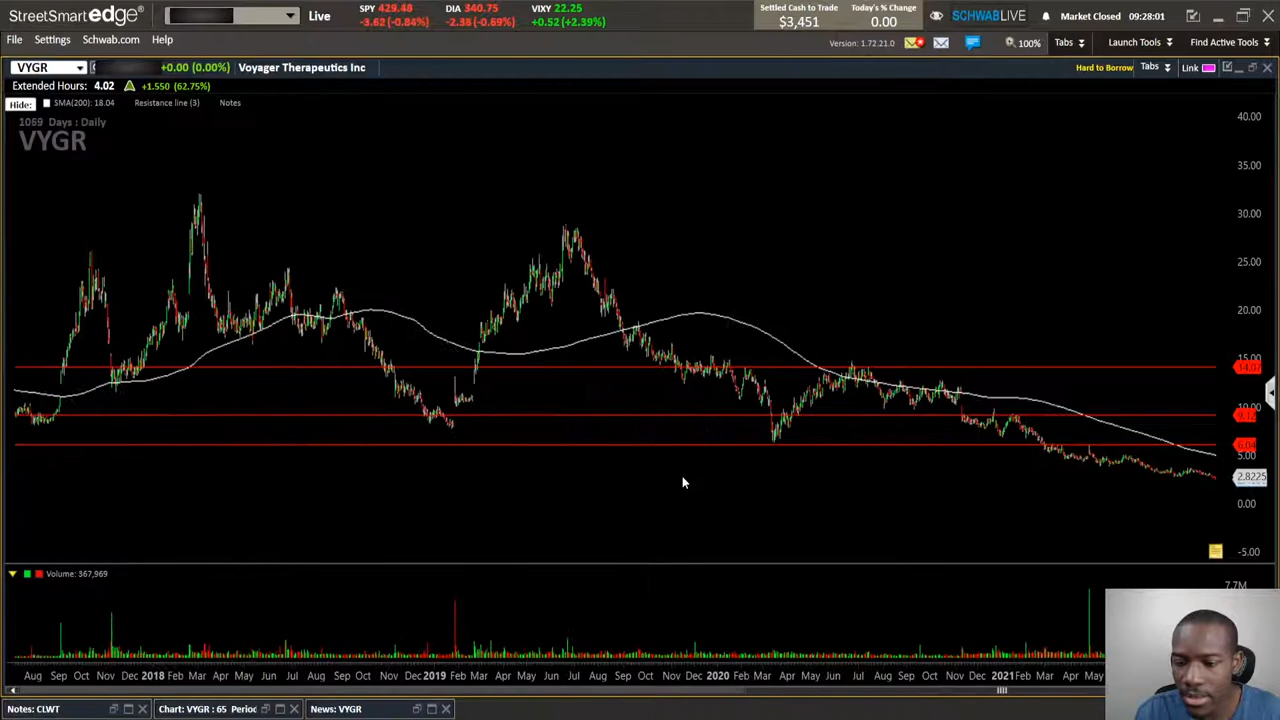 StreetSmart edge® Live SPY 429.48 -3.62 (-0.84%) DIA 340.75 -2.38 (-0.69%) VIXY 22.25 +0.52 (+2.39%) Settled Cash to Trade $3,451 Today's % Change 0.00 SCHWABLIVE Market Closed 09:28:01
File Settings Schwab.com Help Version: 1.72.21.0 100% Tabs Launch Tools Find Active Tools
VYGR +0.00 (0.00%) Voyager Therapeutics Inc Hard to Borrow Tabs Link
Extended Hours: 4.02 +1.550 (62.75%)
Hide: SMA(200): 18.04 Resistance line (3) Notes
1069 Days : Daily
VYGR
40.00
35.00
30.00
25.00
20.00
15.00
14.07
10.00
6.04
5.00
2.8225
0.00
-5.00
Volume: 367,969
7.7M
Aug Sep Oct Nov Dec 2018 Feb Mar Apr May Jun Jul Aug Sep Oct Nov Dec 2019 Feb Mar Apr May Jun Jul Aug Sep Oct Nov Dec 2020 Feb Mar Apr May Jun Jul Aug Sep Oct Nov Dec 2021 Feb Mar Apr May
Notes: CLWT Chart: VYGR : 65 Perio News: VYGR